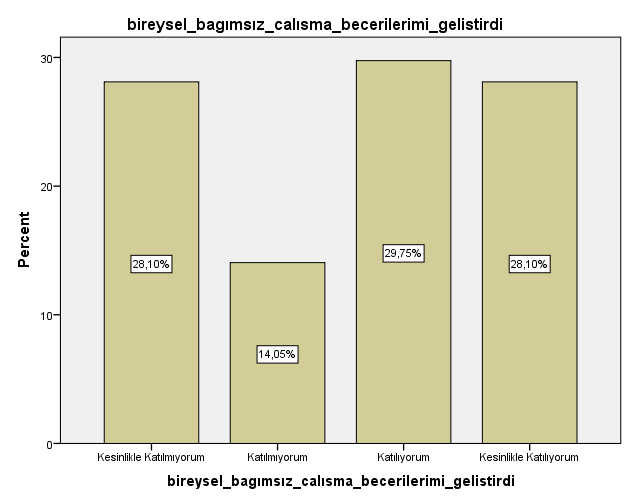 bireysel_bagımsız_calısma_becerilerimi_gelistirdi
Percent
30
20
10
0
28,10%
14,05%
29,75%
28,10%
Kesinlikle Katılmıyorum
Katılmıyorum
Katılıyorum
Kesinlikle Katılıyorum
bireysel_bagımsız_calısma_becerilerimi_gelistirdi